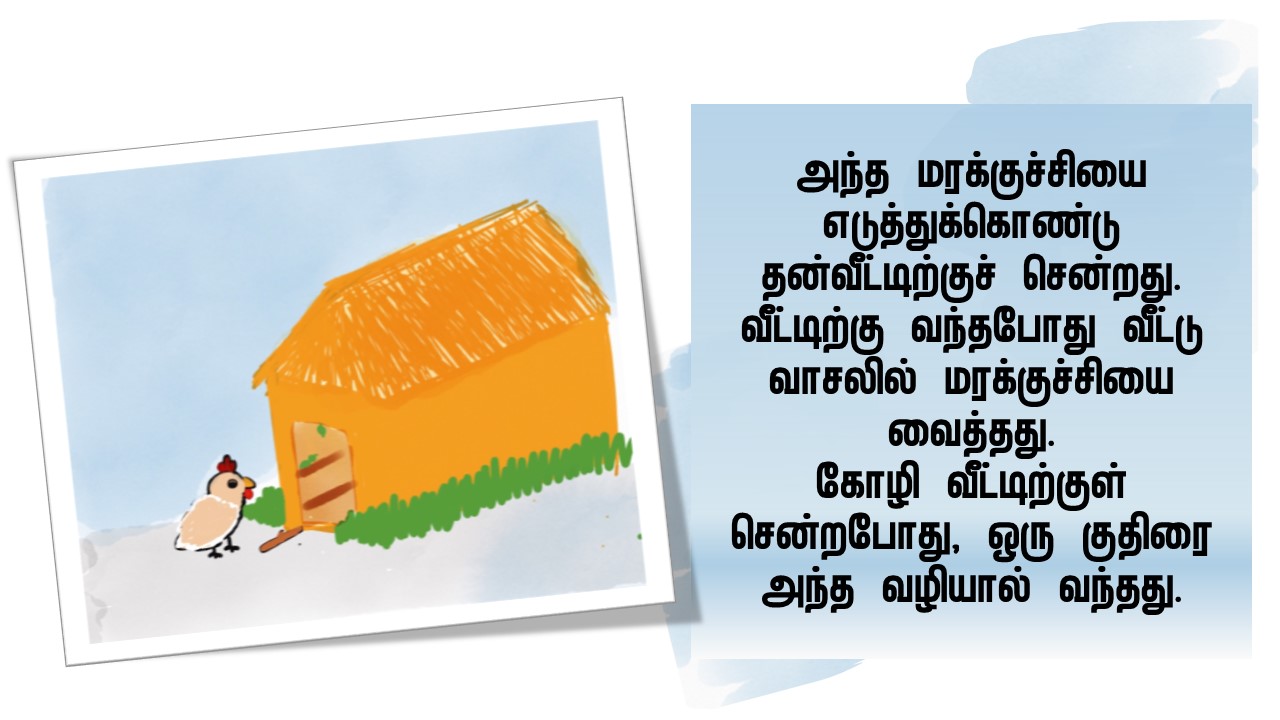 அந்த மரக்குச்சியை
எடுத்துக்கொண்டு
தன்வீட்டிற்குச் சென்றது.
வீட்டிற்கு வந்தபோது வீட்டு
வாசலில் மரக்குச்சியை
வைத்தது.
கோழி வீட்டிற்குள்
சென்றபோது, ஒரு குதிரை
அந்த வழியால் வந்தது.